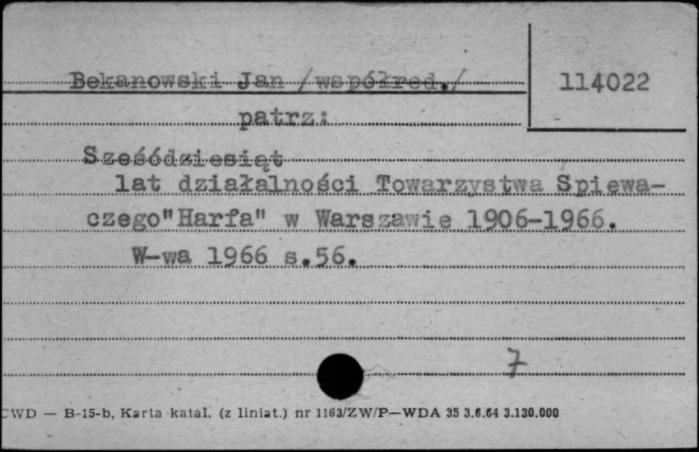 Bekanowski Jan /współred./
114022
patrz:
Sześćdziesiąt
lat działalności Towarzystwa Śpiewa-
czego"Harfa" w Warszawie 1906-1966.
W-wa 1966 s.56.
7
CWD — B-15-b, Karta katal. (z liniat.) nr 1163/ZW/P—WDA 35 3.6.64 3.130.000